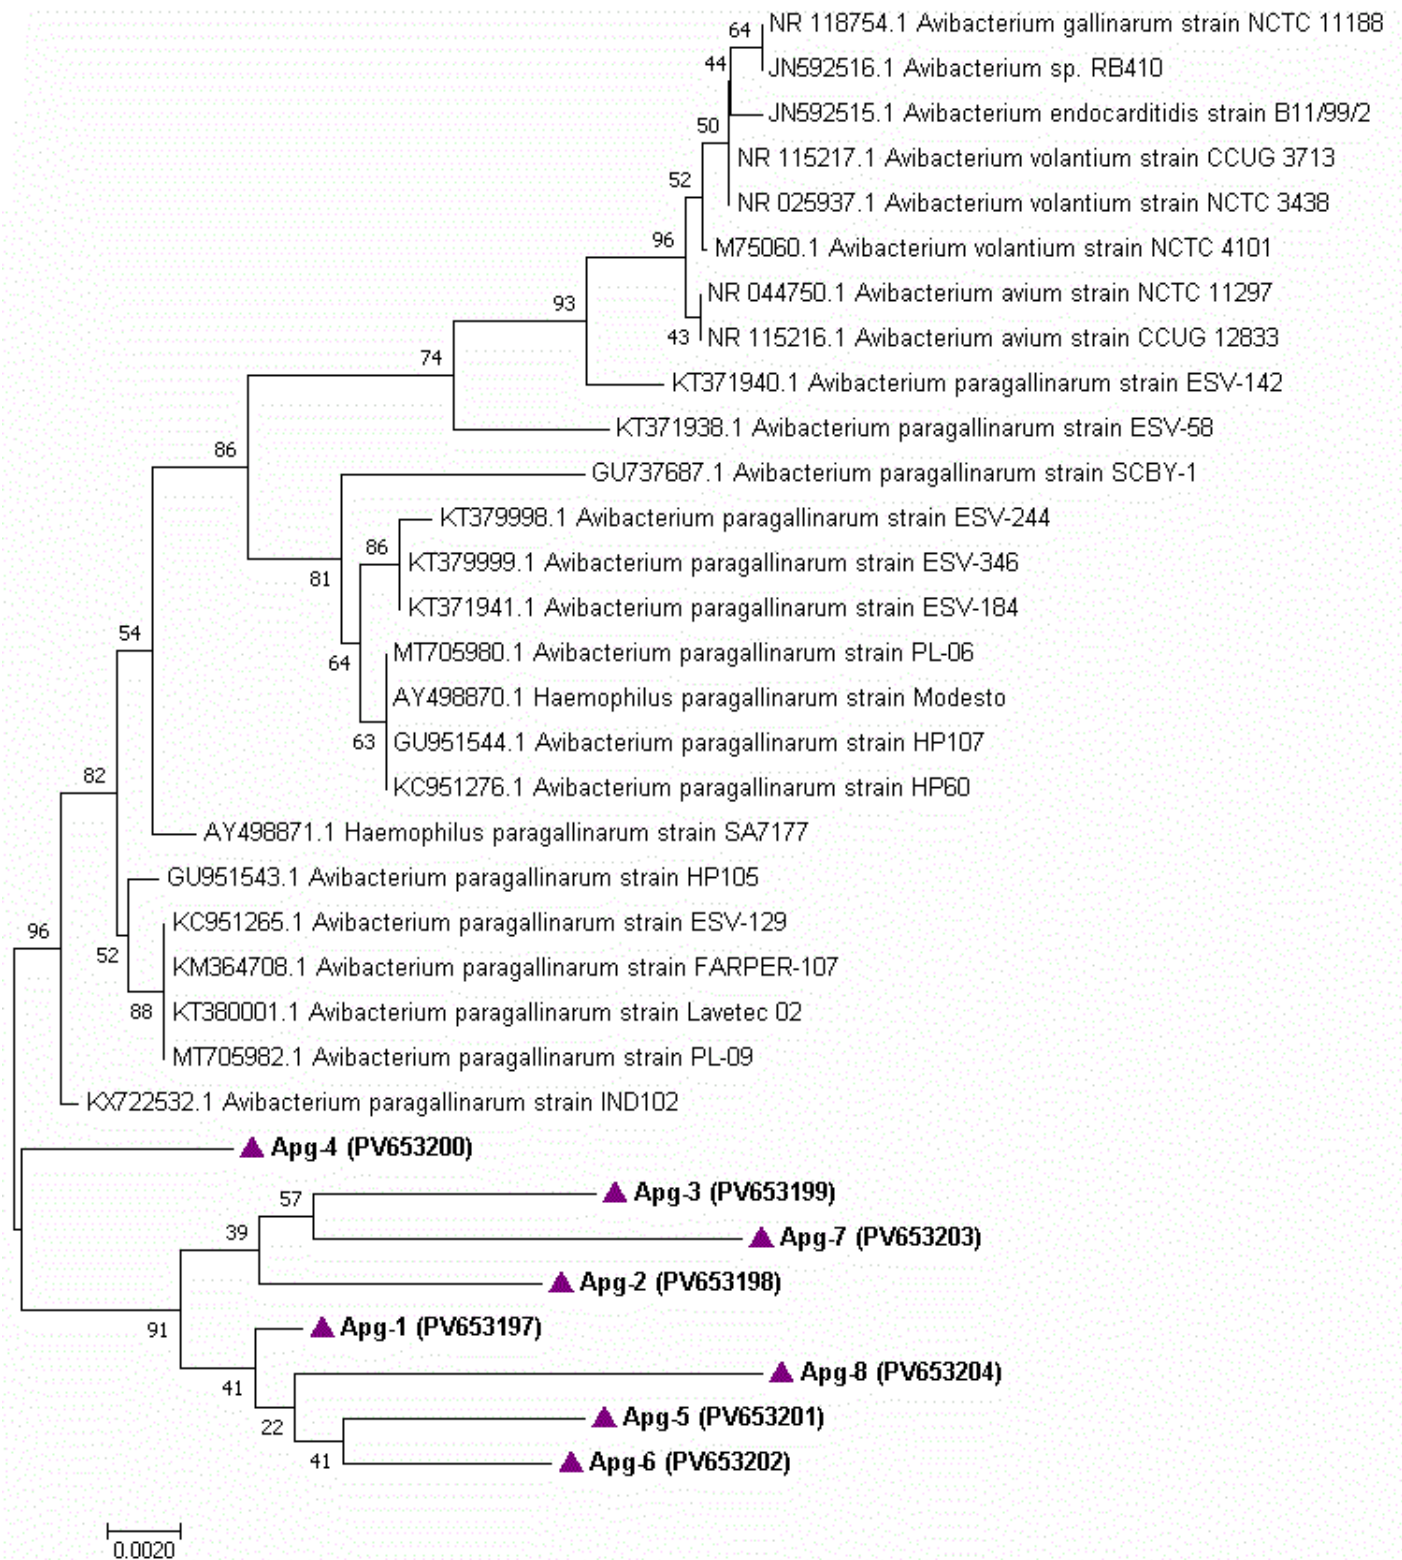 64
NR 118754.1 Avibacterium gallinarum strain NCTC 11188
44
JN592516.1 Avibacterium sp. RB410
JN592515.1 Avibacterium endocarditidis strain B11/99/2
50
NR 115217.1 Avibacterium volantium strain CCUG 3713
52
NR 025937.1 Avibacterium volantium strain NCTC 3438
96
M75060.1 Avibacterium volantium strain NCTC 4101
NR 044750.1 Avibacterium avium strain NCTC 11297
93
43
NR 115216.1 Avibacterium avium strain CCUG 12833
74
KT371940.1 Avibacterium paragallinarum strain ESV-142
KT371938.1 Avibacterium paragallinarum strain ESV-58
86
GU737687.1 Avibacterium paragallinarum strain SCBY-1
KT379998.1 Avibacterium paragallinarum strain ESV-244
86
KT379999.1 Avibacterium paragallinarum strain ESV-346
81
KT371941.1 Avibacterium paragallinarum strain ESV-184
54
MT705980.1 Avibacterium paragallinarum strain PL-06
64
AY498870.1 Haemophilus paragallinarum strain Modesto
63
GU951544.1 Avibacterium paragallinarum strain HP107
82
KC951276.1 Avibacterium paragallinarum strain HP60
AY498871.1 Haemophilus paragallinarum strain SA7177
GU951543.1 Avibacterium paragallinarum strain HP105
96
KC951265.1 Avibacterium paragallinarum strain ESV-129
52
KM364708.1 Avibacterium paragallinarum strain FARPER-107
88
KT380001.1 Avibacterium paragallinarum strain Lavetec 02
MT705982.1 Avibacterium paragallinarum strain PL-09
KX722532.1 Avibacterium paragallinarum strain IND102
Apg-4 (PV653200)
57
Apg-3 (PV653199)
39
Apg-7 (PV653203)
Apg-2 (PV653198)
91
Apg-1 (PV653197)
41
Apg-8 (PV653204)
22
Apg-5 (PV653201)
41
Apg-6 (PV653202)
0.0020